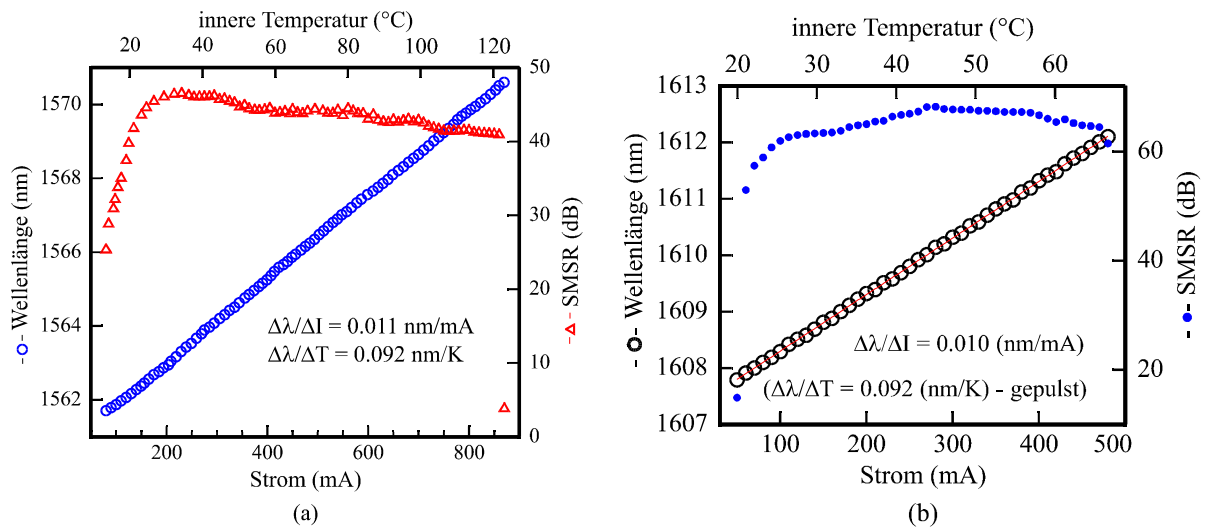 innere Temperatur (°C)
20 40 60 80 100 120
1570
1568
1566
1564
1562
-o- Wellenlänge (nm)
50
40
30
20
10
0
-△- SMSR (dB)
Δλ/ΔI = 0.011 nm/mA
Δλ/ΔT = 0.092 nm/K
200 400 600 800
Strom (mA)
(a)
innere Temperatur (°C)
20 30 40 50 60
1613
1612
1611
1610
1609
1608
1607
-o- Wellenlänge (nm)
60
40
20
-●- SMSR (dB)
Δλ/ΔI = 0.010 (nm/mA)
(Δλ/ΔT = 0.092 (nm/K) - gepulst)
100 200 300 400 500
Strom (mA)
(b)